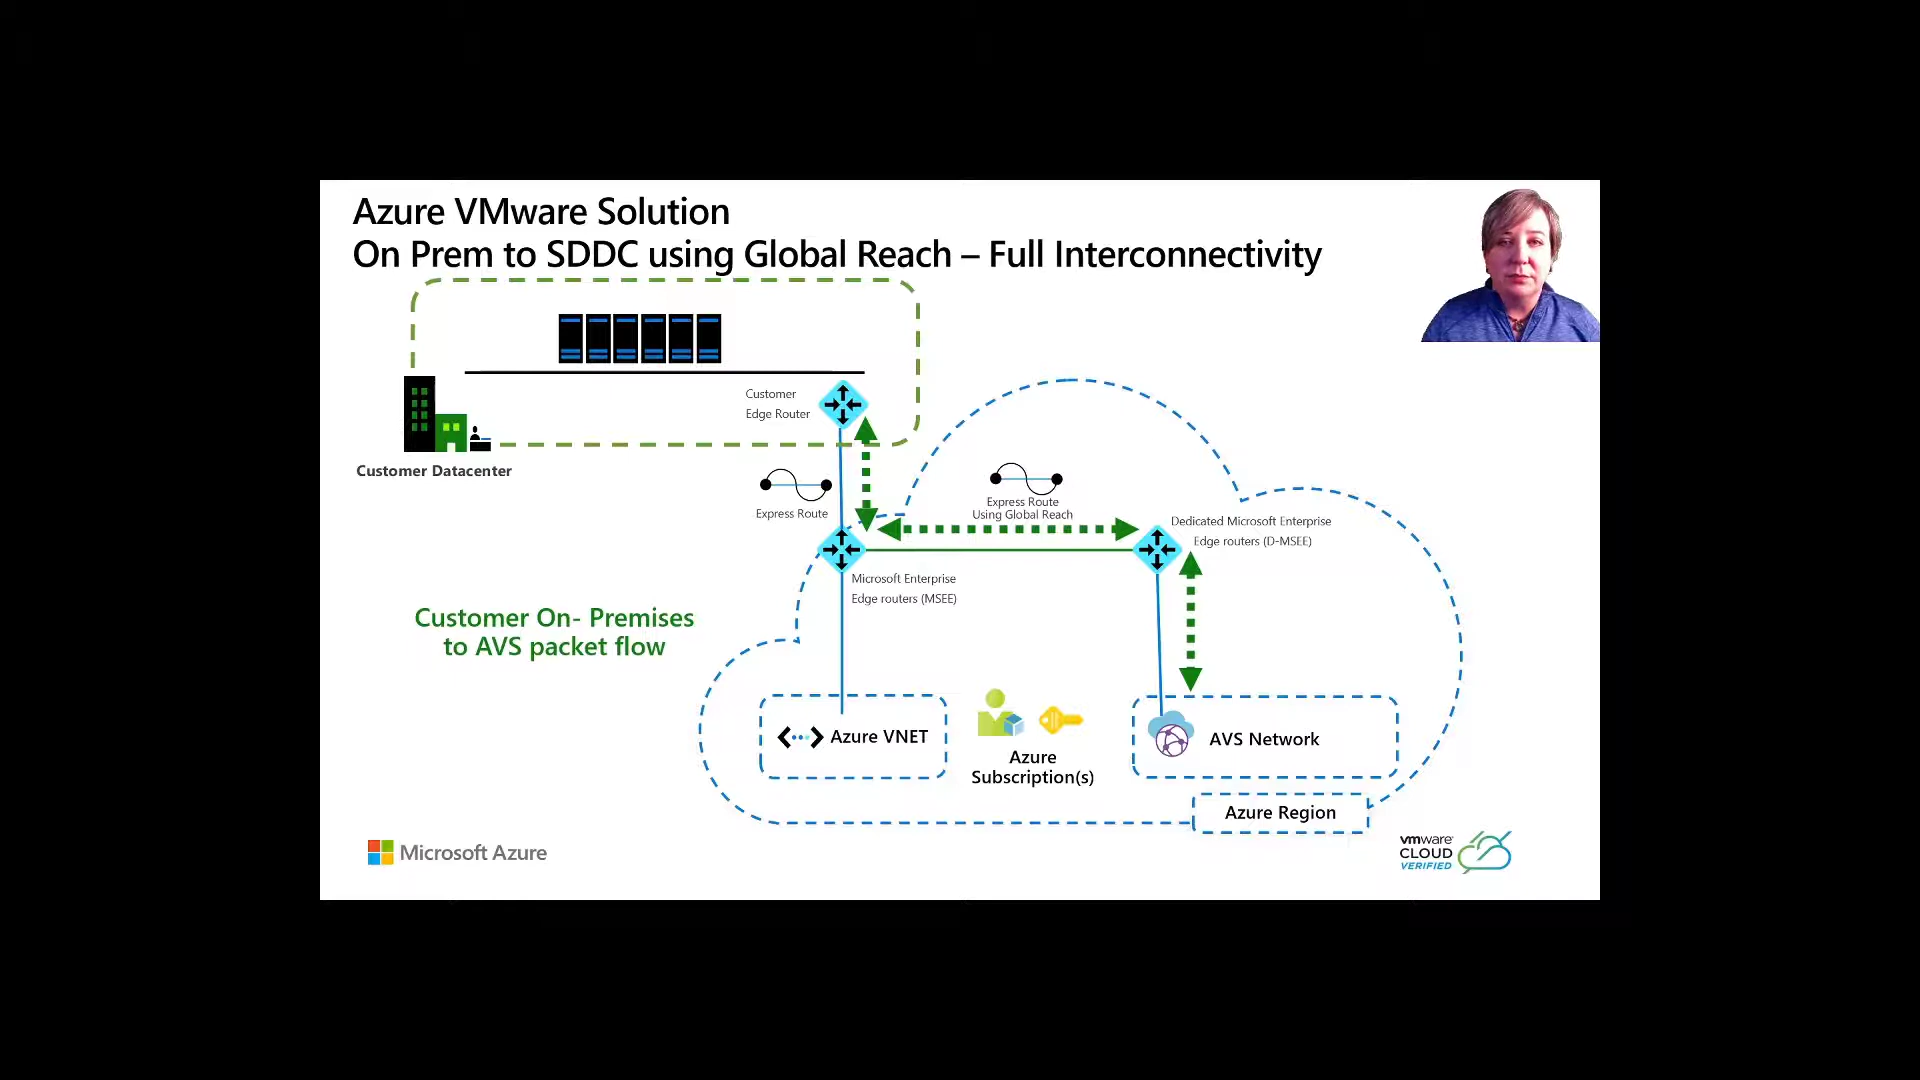 Azure VMware Solution
On Prem to SDDC using Global Reach – Full Interconnectivity
Customer
Edge Router
Customer Datacenter
Express Route
Express Route
Using Global Reach
Dedicated Microsoft Enterprise
Edge routers (D-MSEE)
Microsoft Enterprise
Edge routers (MSEE)
Customer On- Premises
to AVS packet flow
Azure VNET
Azure
Subscription(s)
AVS Network
Azure Region
Microsoft Azure
vmware
CLOUD
VERIFIED